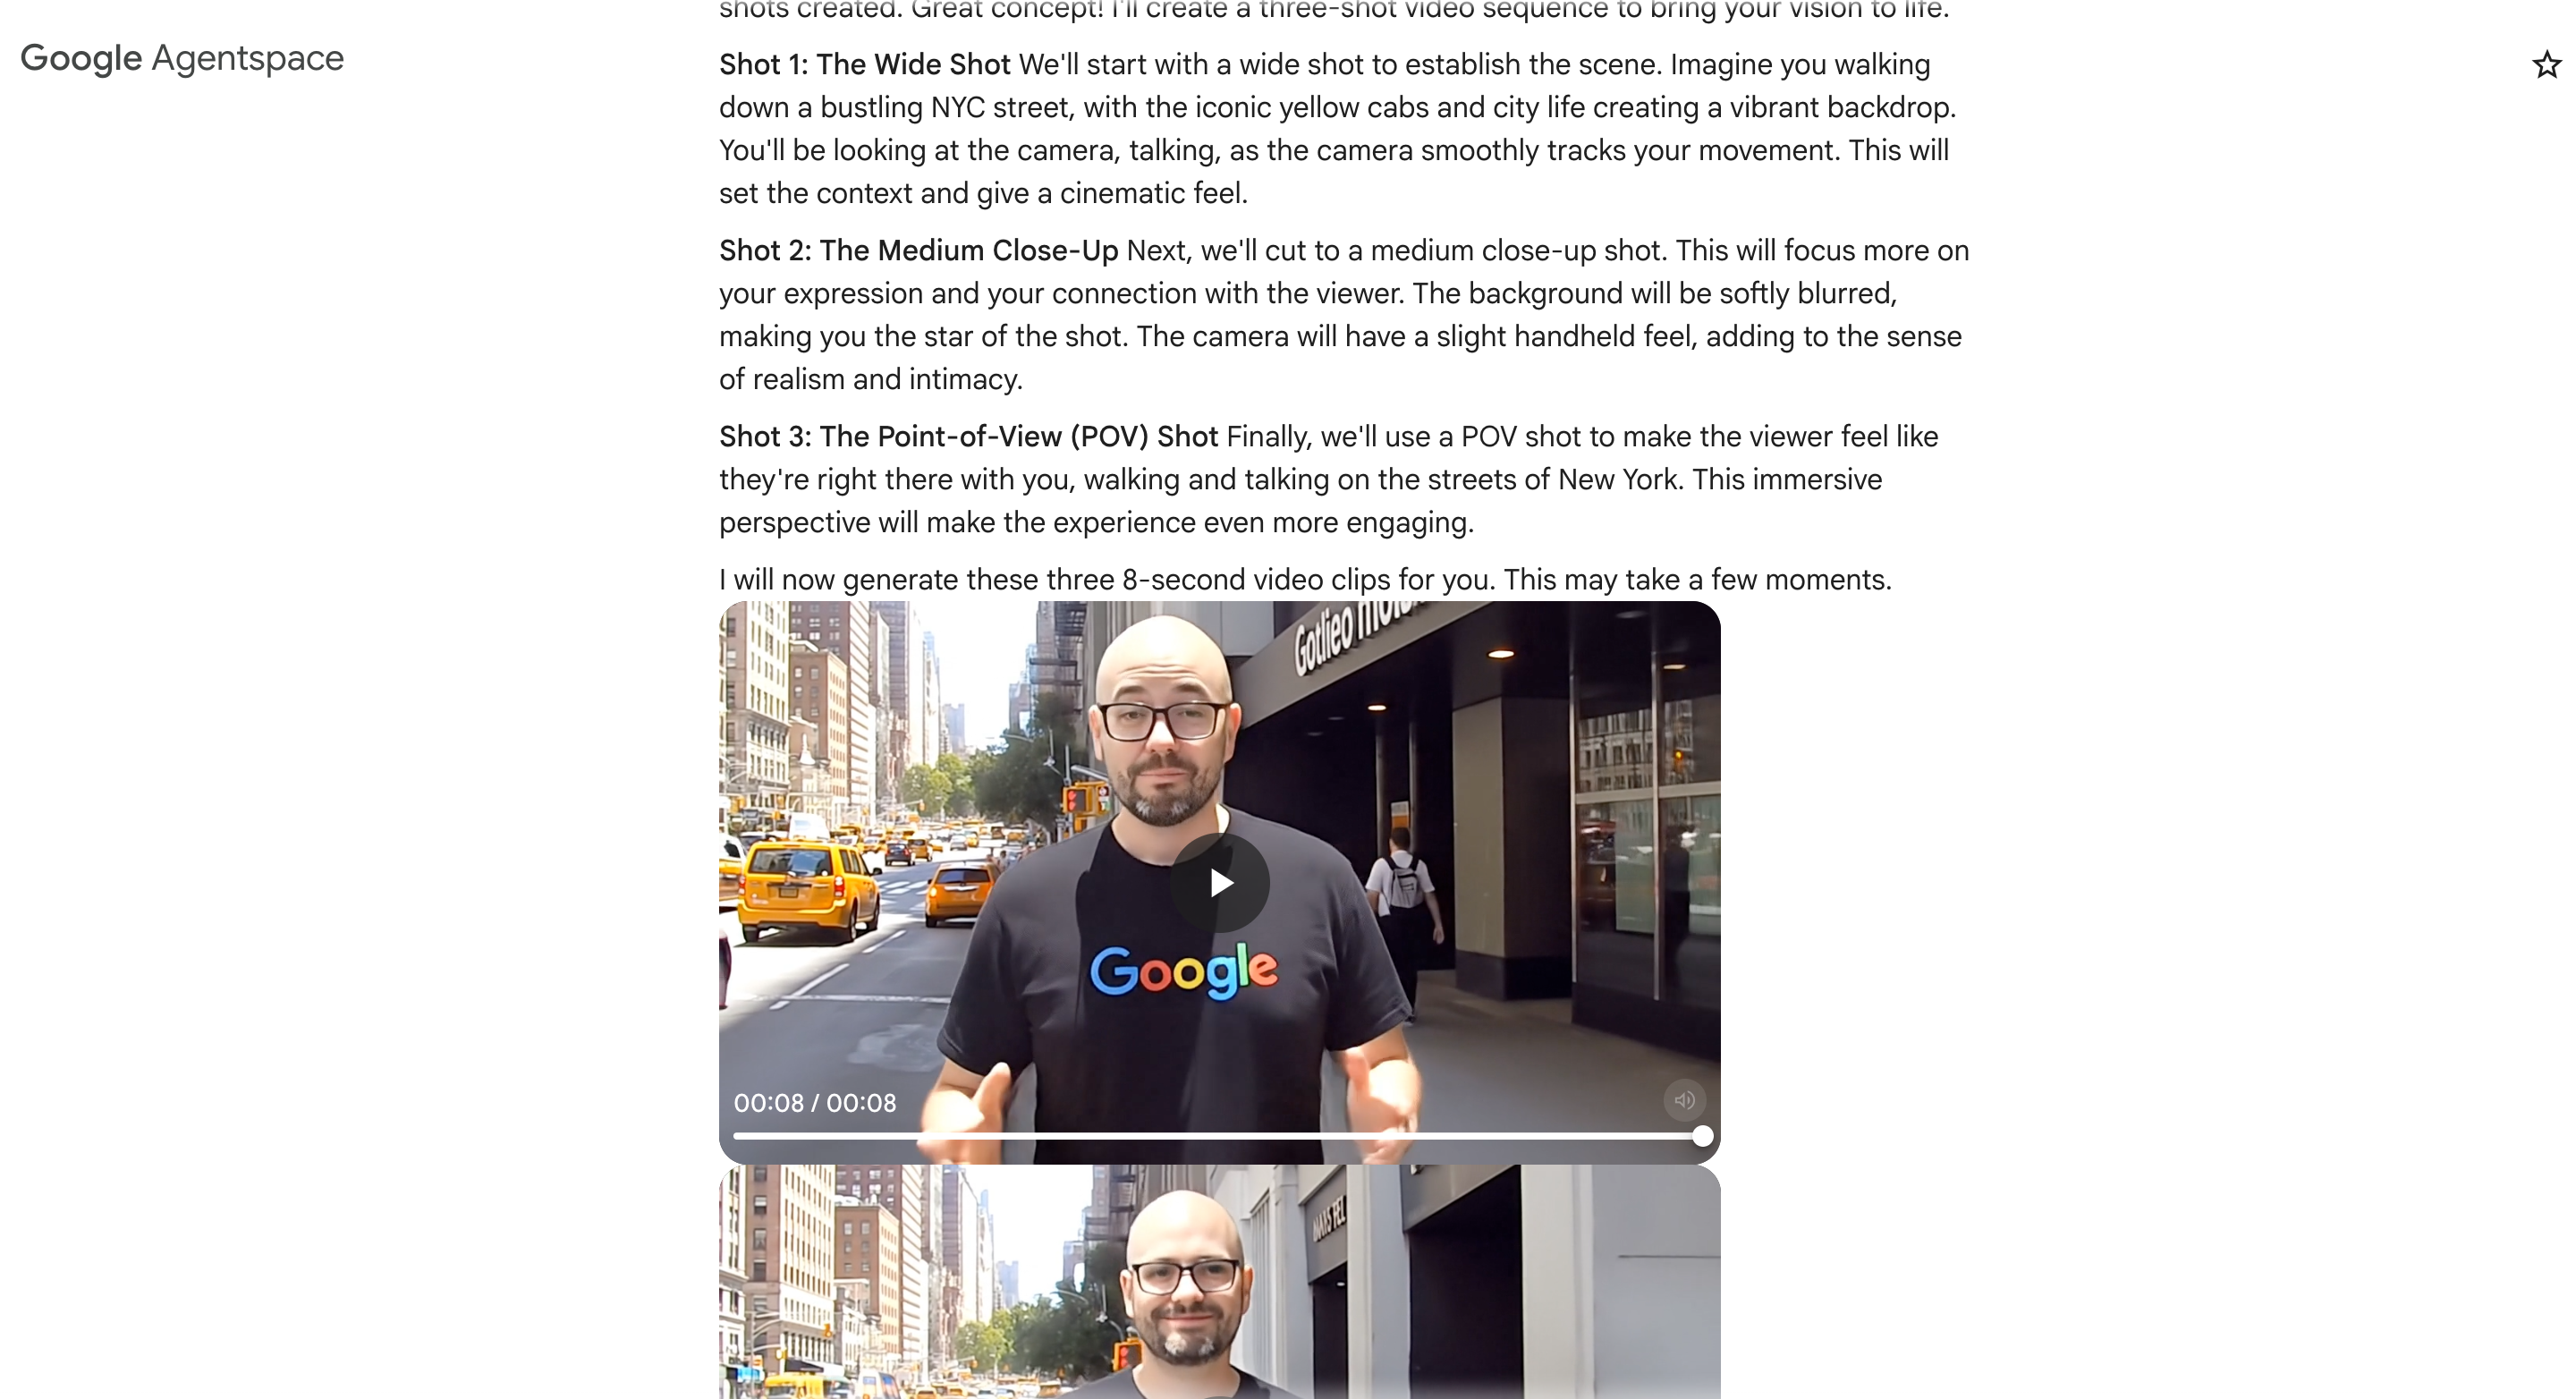 shots created. Great concept! I'll create a three-shot video sequence to bring your vision to life.
Google Agentspace
Shot 1: The Wide Shot We'll start with a wide shot to establish the scene. Imagine you walking
down a bustling NYC street, with the iconic yellow cabs and city life creating a vibrant backdrop.
You'll be looking at the camera, talking, as the camera smoothly tracks your movement. This will
set the context and give a cinematic feel.
Shot 2: The Medium Close-Up Next, we'll cut to a medium close-up shot. This will focus more on
your expression and your connection with the viewer. The background will be softly blurred,
making you the star of the shot. The camera will have a slight handheld feel, adding to the sense
of realism and intimacy.
Shot 3: The Point-of-View (POV) Shot Finally, we'll use a POV shot to make the viewer feel like
they're right there with you, walking and talking on the streets of New York. This immersive
perspective will make the experience even more engaging.
I will now generate these three 8-second video clips for you. This may take a few moments.
Gotlieo
Google
00:08 / 00:08